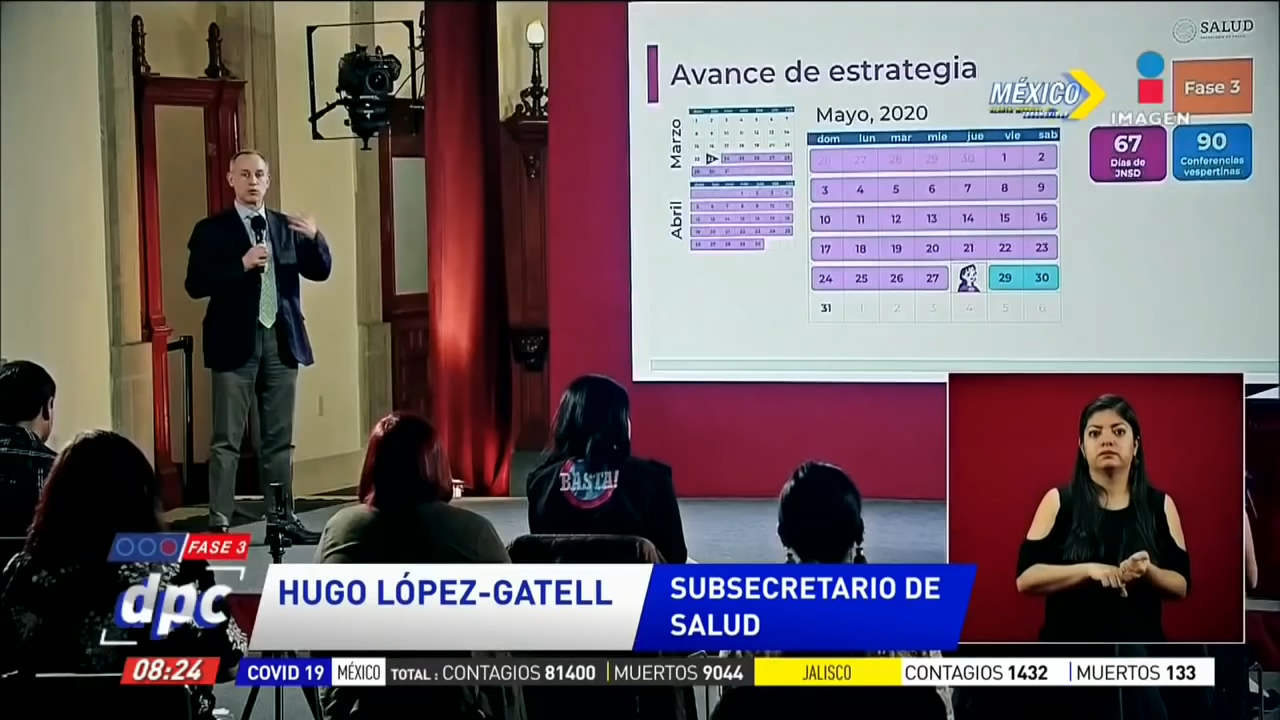 SALUD
Avance de estrategia
MÉXICO
IMAGEN
Fase 3
67
Días de
JNSD
90
Conferencias
vespertinas
Marzo
Abril
Mayo, 2020
dom lun mar mie jue vie sab
26 27 28 29 30 1 2
3 4 5 6 7 8 9
10 11 12 13 14 15 16
17 18 19 20 21 22 23
24 25 26 27 29 30
31 1 2 3 4 5 6
BASTA!
FASE 3
dpc
HUGO LÓPEZ-GATELL
SUBSECRETARIO DE
SALUD
08:24 COVID 19 MÉXICO TOTAL: CONTAGIOS 81400 MUERTOS 9044 JALISCO CONTAGIOS 1432 MUERTOS 133